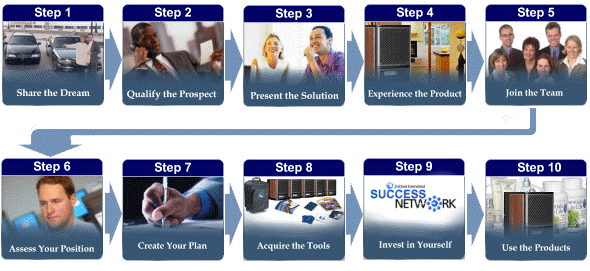 Step 1
Share the Dream
Step 2
Qualify the Prospect
Step 3
Present the Solution
Step 4
Experience the Product
Step 5
Join the Team
Step 6
Assess Your Position
Step 7
Create Your Plan
Step 8
Acquire the Tools
Step 9
SUCCESS
NETWORK
Invest in Yourself
Step 10
Use the Products